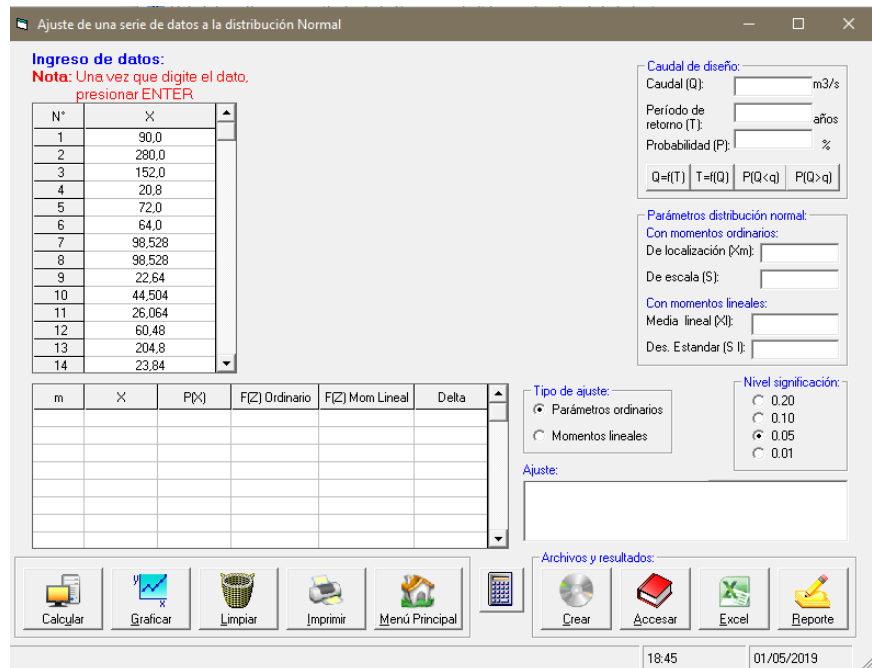 Ajuste de una serie de datos a la distribución Normal
Ingreso de datos:
Nota: Una vez que digite el dato,
presionar ENTER
N° X
1 90,0
2 280,0
3 152,0
4 20,8
5 72,0
6 64,0
7 98,528
8 98,528
9 22,64
10 44,504
11 26,064
12 60,48
13 204,8
14 23,84
Caudal de diseño:
Caudal (Q): m3/s
Período de
retorno (T): años
Probabilidad (P): %
Q=f(T) T=f(Q) P(Q<q) P(Q>q)
Parámetros distribución normal:
Con momentos ordinarios:
De localización (Xm):
De escala (S):
Con momentos lineales:
Media lineal (Xl):
Des. Estandar (S l):
m X P(X) F(Z) Ordinario F(Z) Mom Lineal Delta
Tipo de ajuste:
Parámetros ordinarios
Momentos lineales
Nivel significación:
0.20
0.10
0.05
0.01
Ajuste:
Calcular Graficar Limpiar Imprimir Menú Principal
Archivos y resultados:
Crear Accesar Excel Reporte
18:45 01/05/2019